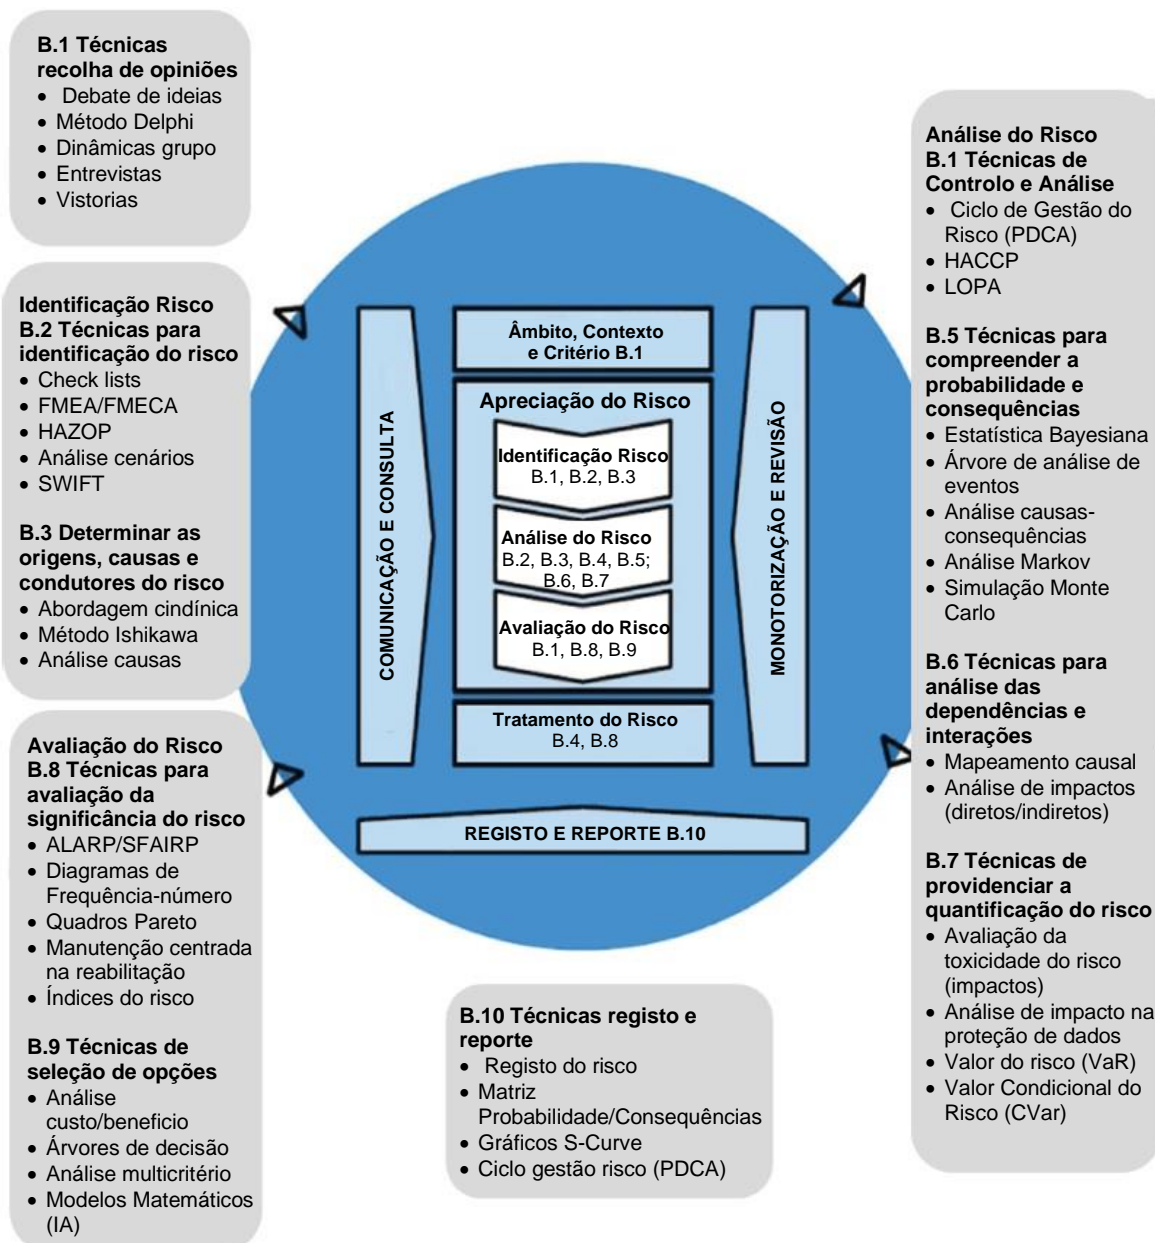 B.1 Técnicas
recolha de opiniões
• Debate de ideias
• Método Delphi
• Dinâmicas grupo
• Entrevistas
• Vistorias
Identificação Risco
B.2 Técnicas para
identificação do risco
• Check lists
• FMEA/FMECA
• HAZOP
• Análise cenários
• SWIFT
B.3 Determinar as
origens, causas e
condutores do risco
• Abordagem cindínica
• Método Ishikawa
• Análise causas
Avaliação do Risco
B.8 Técnicas para
avaliação da
significância do risco
• ALARP/SFAIRP
• Diagramas de
Frequência-número
• Quadros Pareto
• Manutenção centrada
na reabilitação
• Índices do risco
B.9 Técnicas de
seleção de opções
• Análise
custo/beneficio
• Árvores de decisão
• Análise multicritério
• Modelos Matemáticos
(IA)
COMUNICAÇÃO E CONSULTA
Âmbito, Contexto
e Critério B.1
Apreciação do Risco
Identificação Risco
B.1, B.2, B.3
Análise do Risco
B.2, B.3, B.4, B.5;
B.6, B.7
Avaliação do Risco
B.1, B.8, B.9
Tratamento do Risco
B.4, B.8
MONOTORIZAÇÃO E REVISÃO
REGISTO E REPORTE B.10
B.10 Técnicas registo e
reporte
• Registo do risco
• Matriz
Probabilidade/Consequências
• Gráficos S-Curve
• Ciclo gestão risco (PDCA)
Análise do Risco
B.1 Técnicas de
Controlo e Análise
• Ciclo de Gestão do
Risco (PDCA)
• HACCP
• LOPA
B.5 Técnicas para
compreender a
probabilidade e
consequências
• Estatística Bayesiana
• Árvore de análise de
eventos
• Análise causas-
consequências
• Análise Markov
• Simulação Monte
Carlo
B.6 Técnicas para
análise das
dependências e
interações
• Mapeamento causal
• Análise de impactos
(diretos/indiretos)
B.7 Técnicas de
providenciar a
quantificação do risco
• Avaliação da
toxicidade do risco
(impactos)
• Análise de impacto na
proteção de dados
• Valor do risco (VaR)
• Valor Condicional do
Risco (CVar)